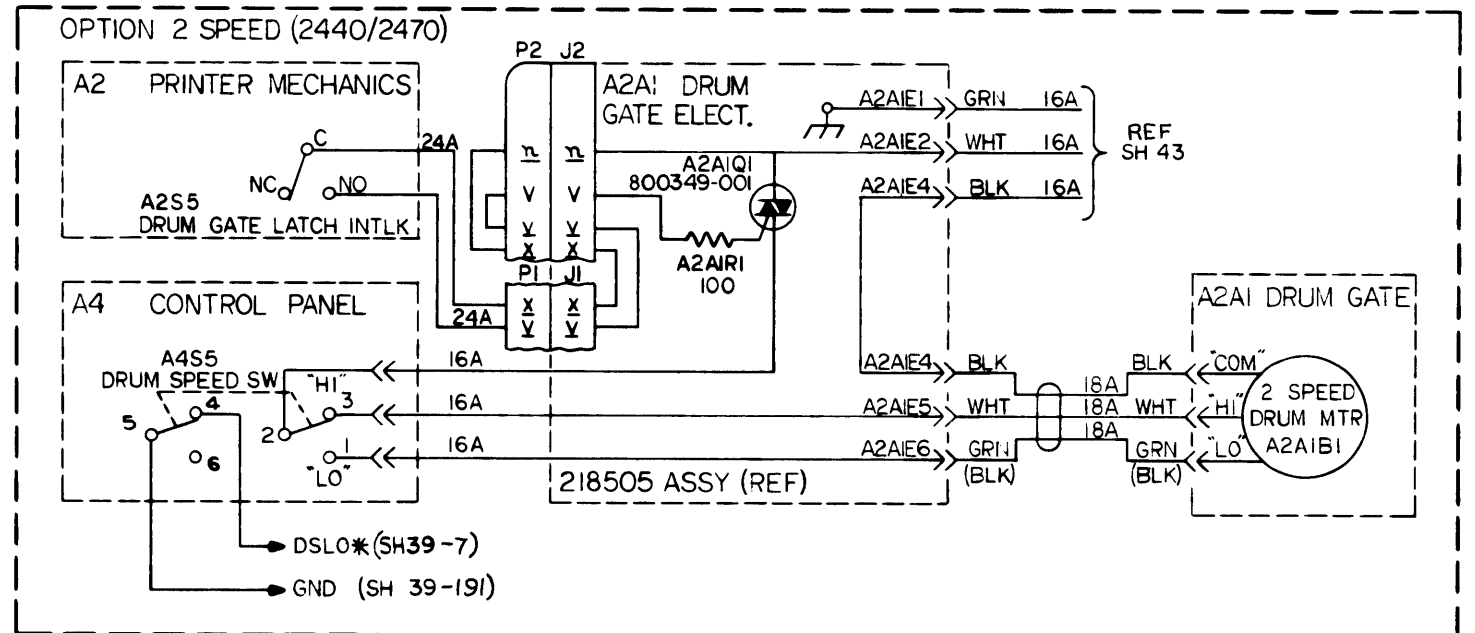 OPTION 2 SPEED (2440/2470)
P2 J2
A2 PRINTER MECHANICS
C
24A
NC
NO
A2S5
DRUM GATE LATCH INTLK
n n
V V
V V
X X
P1 J1
X X
V V
24A
A2A1 DRUM
GATE ELECT.
A2A1Q1
800349-001
A2A1R1
100
A2A1E1 GRN 16A
A2A1E2 WHT 16A
A2A1E4 BLK 16A
REF
SH 43
A4 CONTROL PANEL
A4S5
DRUM SPEED SW
"HI"
4
3
5
2
6
1
"LO"
16A
16A
16A
A2A1E4 BLK
A2A1E5 WHT
A2A1E6 GRN
(BLK)
218505 ASSY (REF)
18A
18A
18A
BLK "COM"
WHT "HI"
GRN "LO"
(BLK)
A2A1 DRUM GATE
2 SPEED
DRUM MTR
A2A1B1
DSLO*(SH39-7)
GND (SH 39-191)